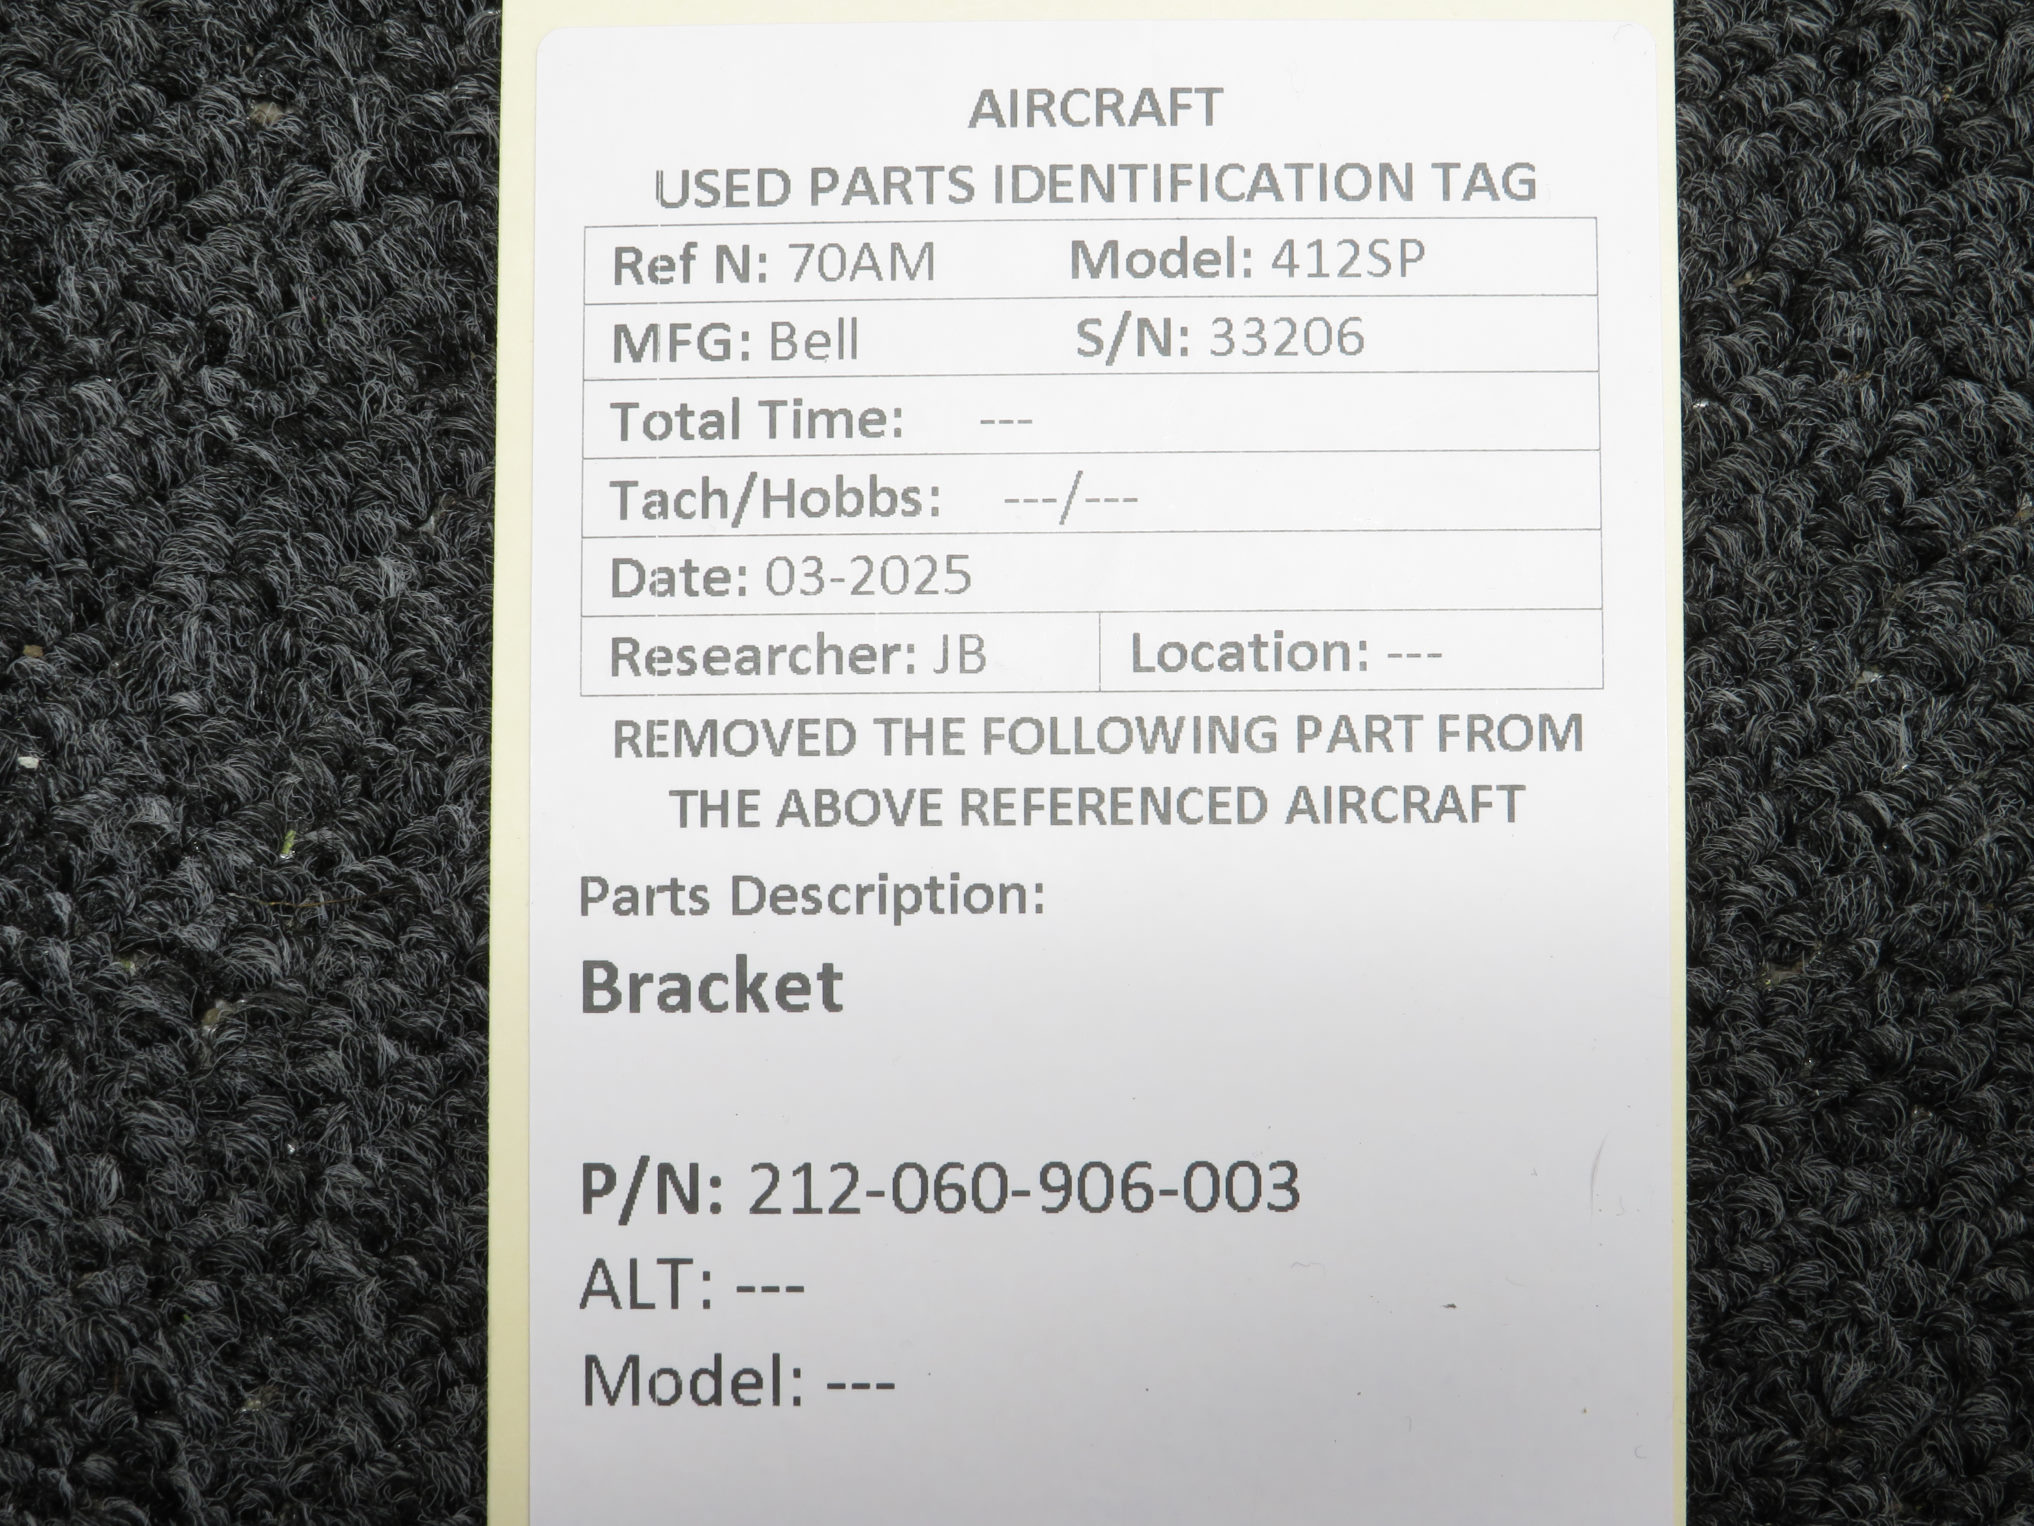 AIRCRAFT
USED PARTS IDENTIFICATION TAG
Ref N: 70AM Model: 412SP
MFG: Bell S/N: 33206
Total Time: ---
Tach/Hobbs: ---/---
Date: 03-2025
Researcher: JB Location: ---
REMOVED THE FOLLOWING PART FROM
THE ABOVE REFERENCED AIRCRAFT
Parts Description:
Bracket
P/N: 212-060-906-003
ALT: ---
Model: ---